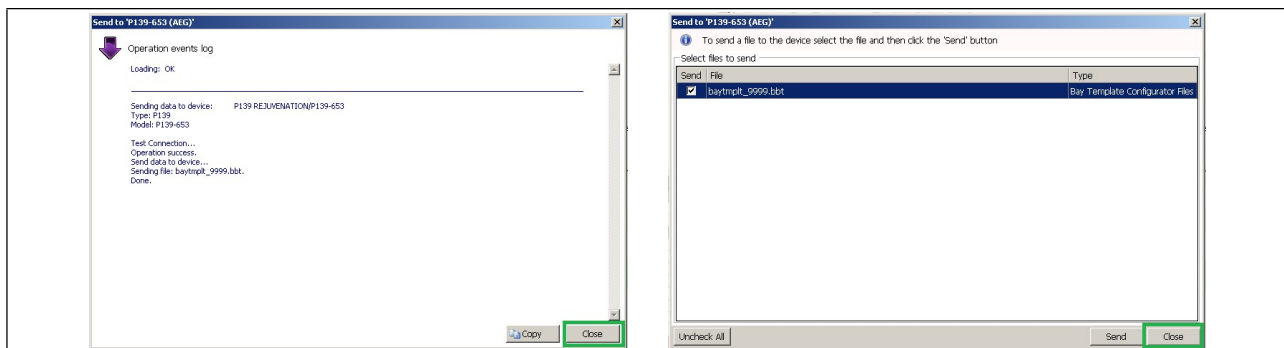 Send to 'P139-653 (AEG)'
Operation events log
Loading: OK
Sending data to device: P139 REJUVENATION/P139-653
Type: P139
Model: P139-653
Test Connection...
Operation success.
Send data to device...
Sending file: baytmplt_9999.bbt.
Done.
Copy Close
Send to 'P139-653 (AEG)'
To send a file to the device select the file and then click the 'Send' button
Select files to send
Send File Type
baytmplt_9999.bbt Bay Template Configurator Files
Uncheck All Send Close